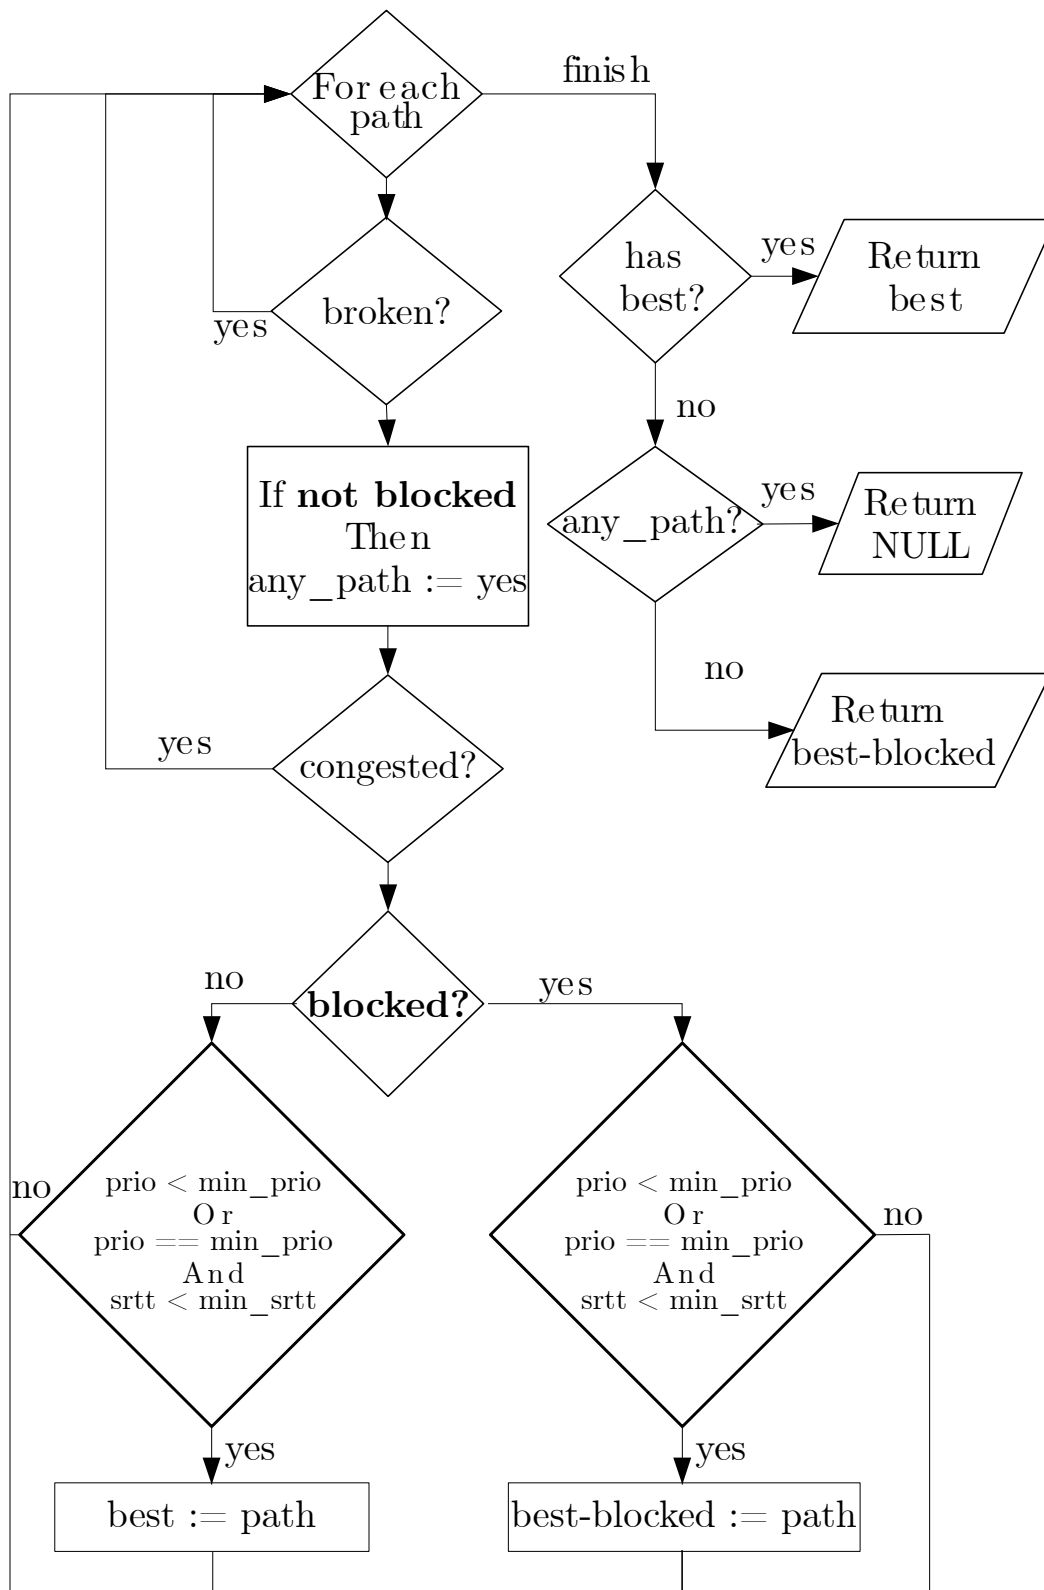 For each
path
finish
has
best?
yes
Return
best
broken?
yes
no
If not blocked
Then
any_path := yes
any_path?
yes
Return
NULL
no
Return
best-blocked
congested?
yes
blocked?
no
yes
prio < min_prio
Or
prio == min_prio
And
srtt < min_srtt
no
yes
best := path
prio < min_prio
Or
prio == min_prio
And
srtt < min_srtt
no
yes
best-blocked := path